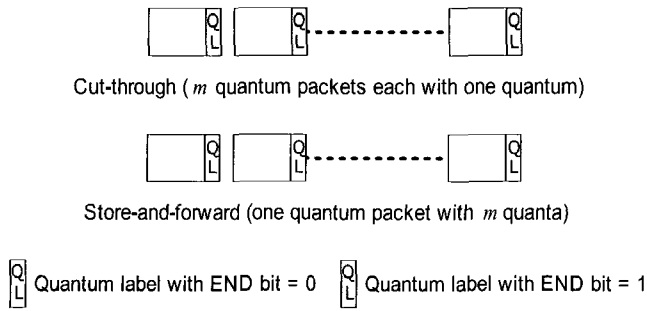 Q L Q L Q L
Cut-through ( m quantum packets each with one quantum)
Q L Q L Q L
Store-and-forward (one quantum packet with m quanta)
Q L Quantum label with END bit = 0 Q L Quantum label with END bit = 1